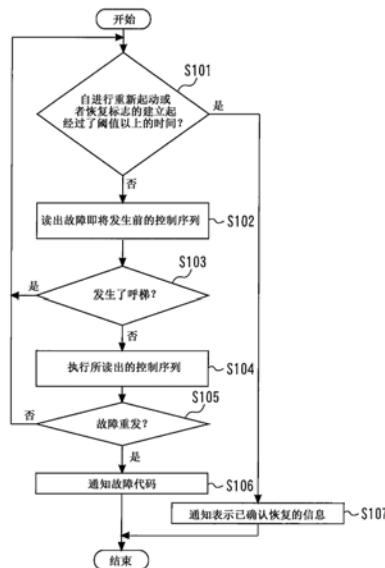 开始
S101
自进行重新起动或
者恢复标志的建立起
经过了阈值以上的时间?
是
否
读出故障即将发生前的控制序列
S102
S103
是
发生了呼梯?
否
执行所读出的控制序列
S104
S105
否
故障重发?
是
通知故障代码
S106
通知表示已确认恢复的信息
S107
结束